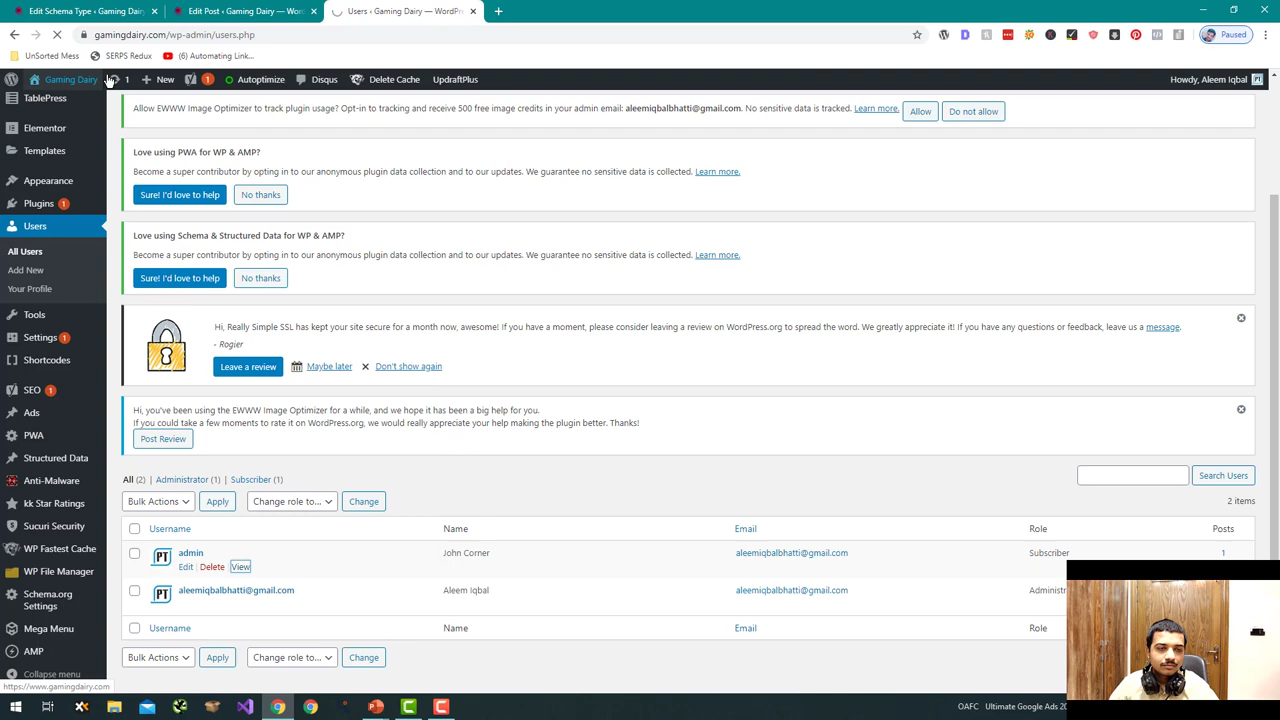 Edit Schema Type ‹ Gaming Dairy
Edit Post ‹ Gaming Dairy — Word
Users ‹ Gaming Dairy — WordPre
gamingdairy.com/wp-admin/users.php
Paused
UnSorted Mess
SERPS Redux
(6) Automating Link...
Gaming Dairy
1
New
1
Autoptimize
Disqus
Delete Cache
UpdraftPlus
Howdy, Aleem Iqbal
TablePress
Elementor
Templates
Appearance
Plugins 1
Users
All Users
Add New
Your Profile
Tools
Settings 1
Shortcodes
SEO 1
Ads
PWA
Structured Data
Anti-Malware
kk Star Ratings
Sucuri Security
WP Fastest Cache
WP File Manager
Schema.org
Settings
Mega Menu
AMP
Collapse menu
https://www.gamingdairy.com
Allow EWWW Image Optimizer to track plugin usage? Opt-in to tracking and receive 500 free image credits in your admin email: aleemiqbalbhatti@gmail.com. No sensitive data is tracked. Learn more.
Allow
Do not allow
Love using PWA for WP & AMP?
Become a super contributor by opting in to our anonymous plugin data collection and to our updates. We guarantee no sensitive data is collected. Learn more.
Sure! I'd love to help
No thanks
Love using Schema & Structured Data for WP & AMP?
Become a super contributor by opting in to our anonymous plugin data collection and to our updates. We guarantee no sensitive data is collected. Learn more.
Sure! I'd love to help
No thanks
Hi, Really Simple SSL has kept your site secure for a month now, awesome! If you have a moment, please consider leaving a review on WordPress.org to spread the word. We greatly appreciate it! If you have any questions or feedback, leave us a message.
- Rogier
Leave a review
Maybe later
Don't show again
Hi, you've been using the EWWW Image Optimizer for a while, and we hope it has been a big help for you.
If you could take a few moments to rate it on WordPress.org, we would really appreciate your help making the plugin better. Thanks!
Post Review
All (2) | Administrator (1) | Subscriber (1)
Search Users
Bulk Actions
Apply
Change role to...
Change
2 items
Username
Name
Email
Role
Posts
admin
John Corner
aleemiqbalbhatti@gmail.com
Subscriber
1
Edit | Delete | View
aleemiqbalbhatti@gmail.com
Aleem Iqbal
aleemiqbalbhatti@gmail.com
Administr
Username
Name
Email
Role
Bulk Actions
Apply
Change role to...
Change
OAFC
Ultimate Google Ads 20